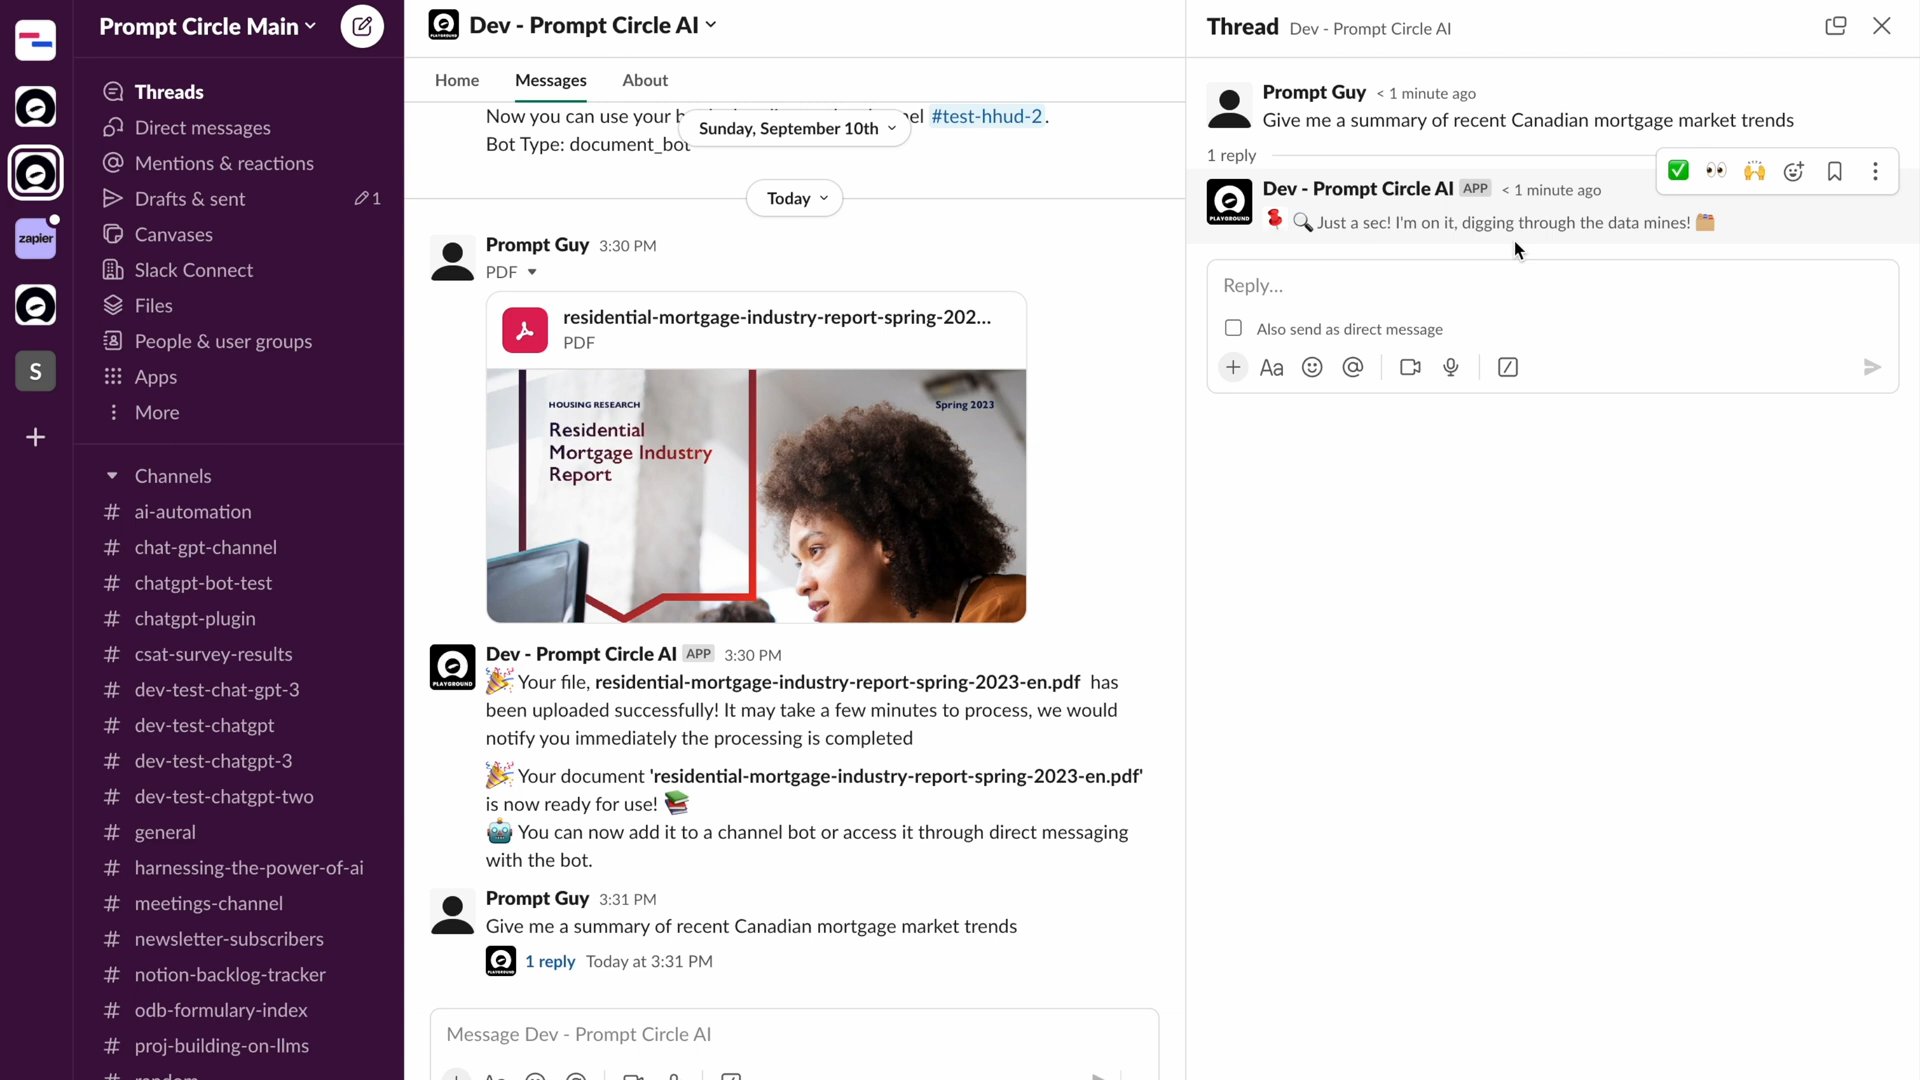 Prompt Circle Main
Threads
Direct messages
Mentions & reactions
Drafts & sent
1
Canvases
Slack Connect
Files
People & user groups
Apps
More
Channels
# ai-automation
# chat-gpt-channel
# chatgpt-bot-test
# chatgpt-plugin
# csat-survey-results
# dev-test-chat-gpt-3
# dev-test-chatgpt
# dev-test-chatgpt-3
# dev-test-chatgpt-two
# general
# harnessing-the-power-of-ai
# meetings-channel
# newsletter-subscribers
# notion-backlog-tracker
# odb-formulary-index
# proj-building-on-llms
# random
zapier
S
Dev - Prompt Circle AI
Home Messages About
Now you can use your #test-hhud-2.
Bot Type: document_bot
Sunday, September 10th
Today
Prompt Guy 3:30 PM
PDF
residential-mortgage-industry-report-spring-202...
PDF
HOUSING RESEARCH
Spring 2023
Residential
Mortgage Industry
Report
PLAYGROUND
Dev - Prompt Circle AI APP 3:30 PM
🎉 Your file, residential-mortgage-industry-report-spring-2023-en.pdf has
been uploaded successfully! It may take a few minutes to process, we would
notify you immediately the processing is completed
🎉 Your document 'residential-mortgage-industry-report-spring-2023-en.pdf'
is now ready for use! 📚
🤖 You can now add it to a channel bot or access it through direct messaging
with the bot.
Prompt Guy 3:31 PM
Give me a summary of recent Canadian mortgage market trends
1 reply Today at 3:31 PM
Message Dev - Prompt Circle AI
Aa
Thread Dev - Prompt Circle AI
Prompt Guy < 1 minute ago
Give me a summary of recent Canadian mortgage market trends
1 reply
PLAYGROUND
Dev - Prompt Circle AI APP < 1 minute ago
📌 🔍 Just a sec! I'm on it, digging through the data mines! 🗂️
Reply...
Also send as direct message
Aa